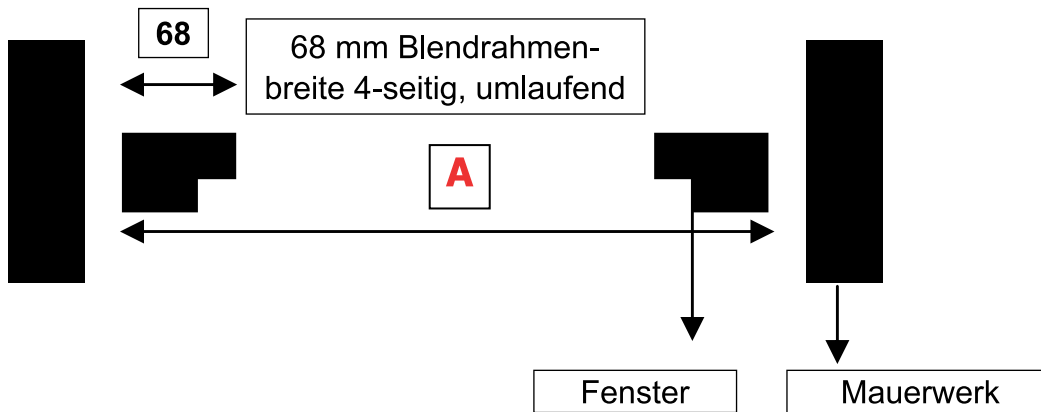 68
68 mm Blendrahmen-
breite 4-seitig, umlaufend
A
Fenster
Mauerwerk